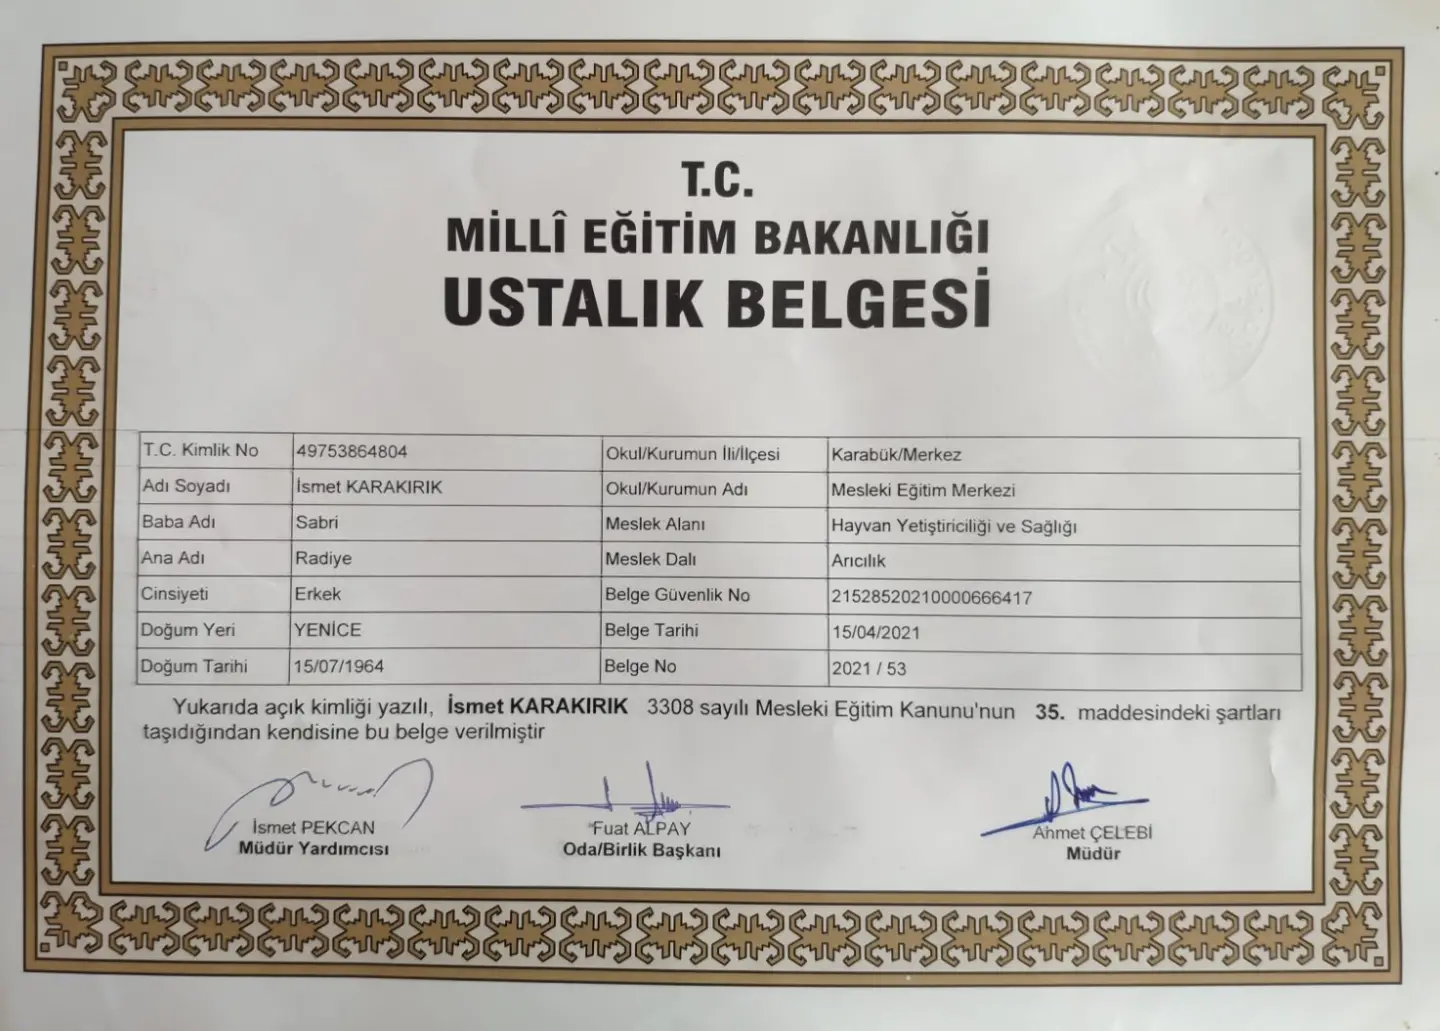 T.C.
MİLLÎ EĞİTİM BAKANLIĞI
USTALIK BELGESİ
T.C. Kimlik No 49753864804 Okul/Kurumun İli/İlçesi Karabük/Merkez
Adı Soyadı İsmet KARAKIRIK Okul/Kurumun Adı Mesleki Eğitim Merkezi
Baba Adı Sabri Meslek Alanı Hayvan Yetiştiriciliği ve Sağlığı
Ana Adı Radiye Meslek Dalı Arıcılık
Cinsiyeti Erkek Belge Güvenlik No 21528520210000666417
Doğum Yeri YENİCE Belge Tarihi 15/04/2021
Doğum Tarihi 15/07/1964 Belge No 2021 / 53
Yukarıda açık kimliği yazılı, İsmet KARAKIRIK 3308 sayılı Mesleki Eğitim Kanunu'nun 35. maddesindeki şartları
taşıdığından kendisine bu belge verilmiştir
İsmet PEKCAN Fuat ALPAY Ahmet ÇELEBİ
Müdür Yardımcısı Oda/Birlik Başkanı Müdür